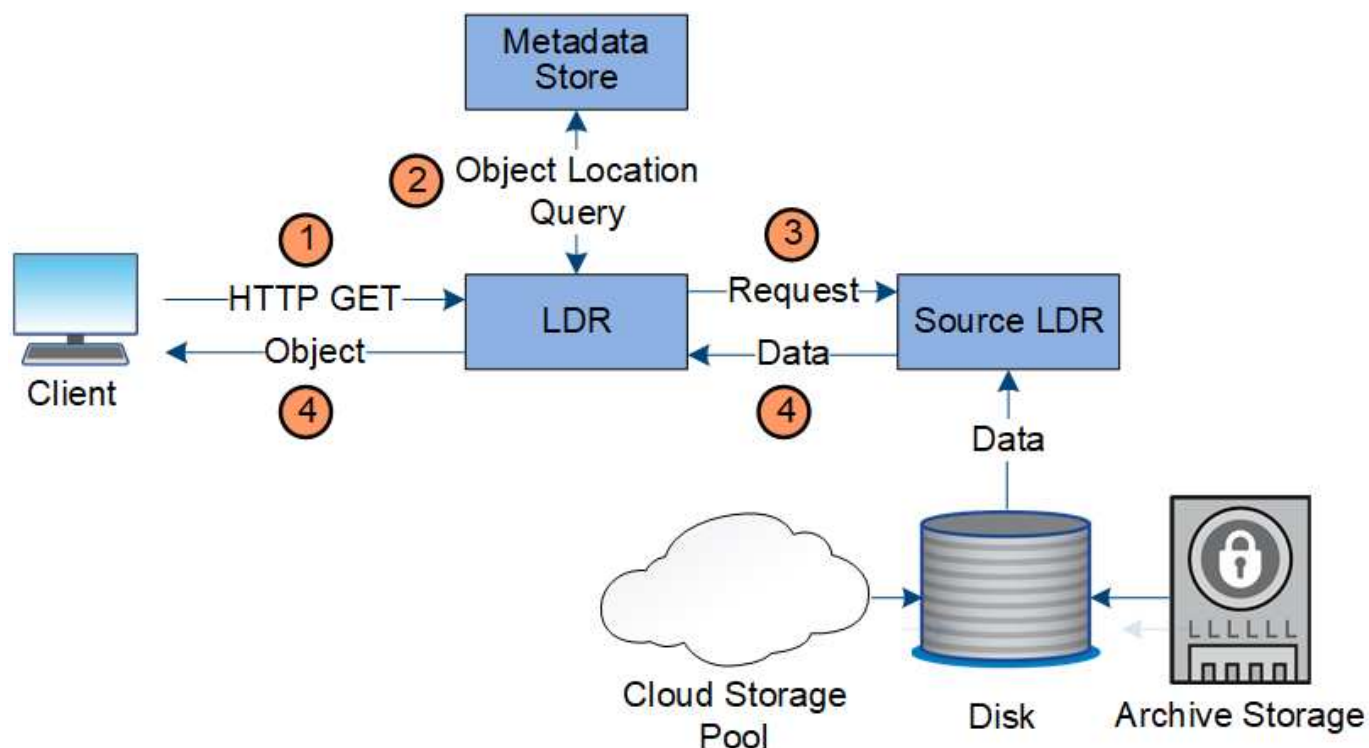 Metadata
Store
2
Object Location
Query
1
3
HTTP GET
LDR
Request
Source LDR
Object
Data
Client
4
4
Data
L L L L L L
Cloud Storage
Pool
Disk
Archive Storage